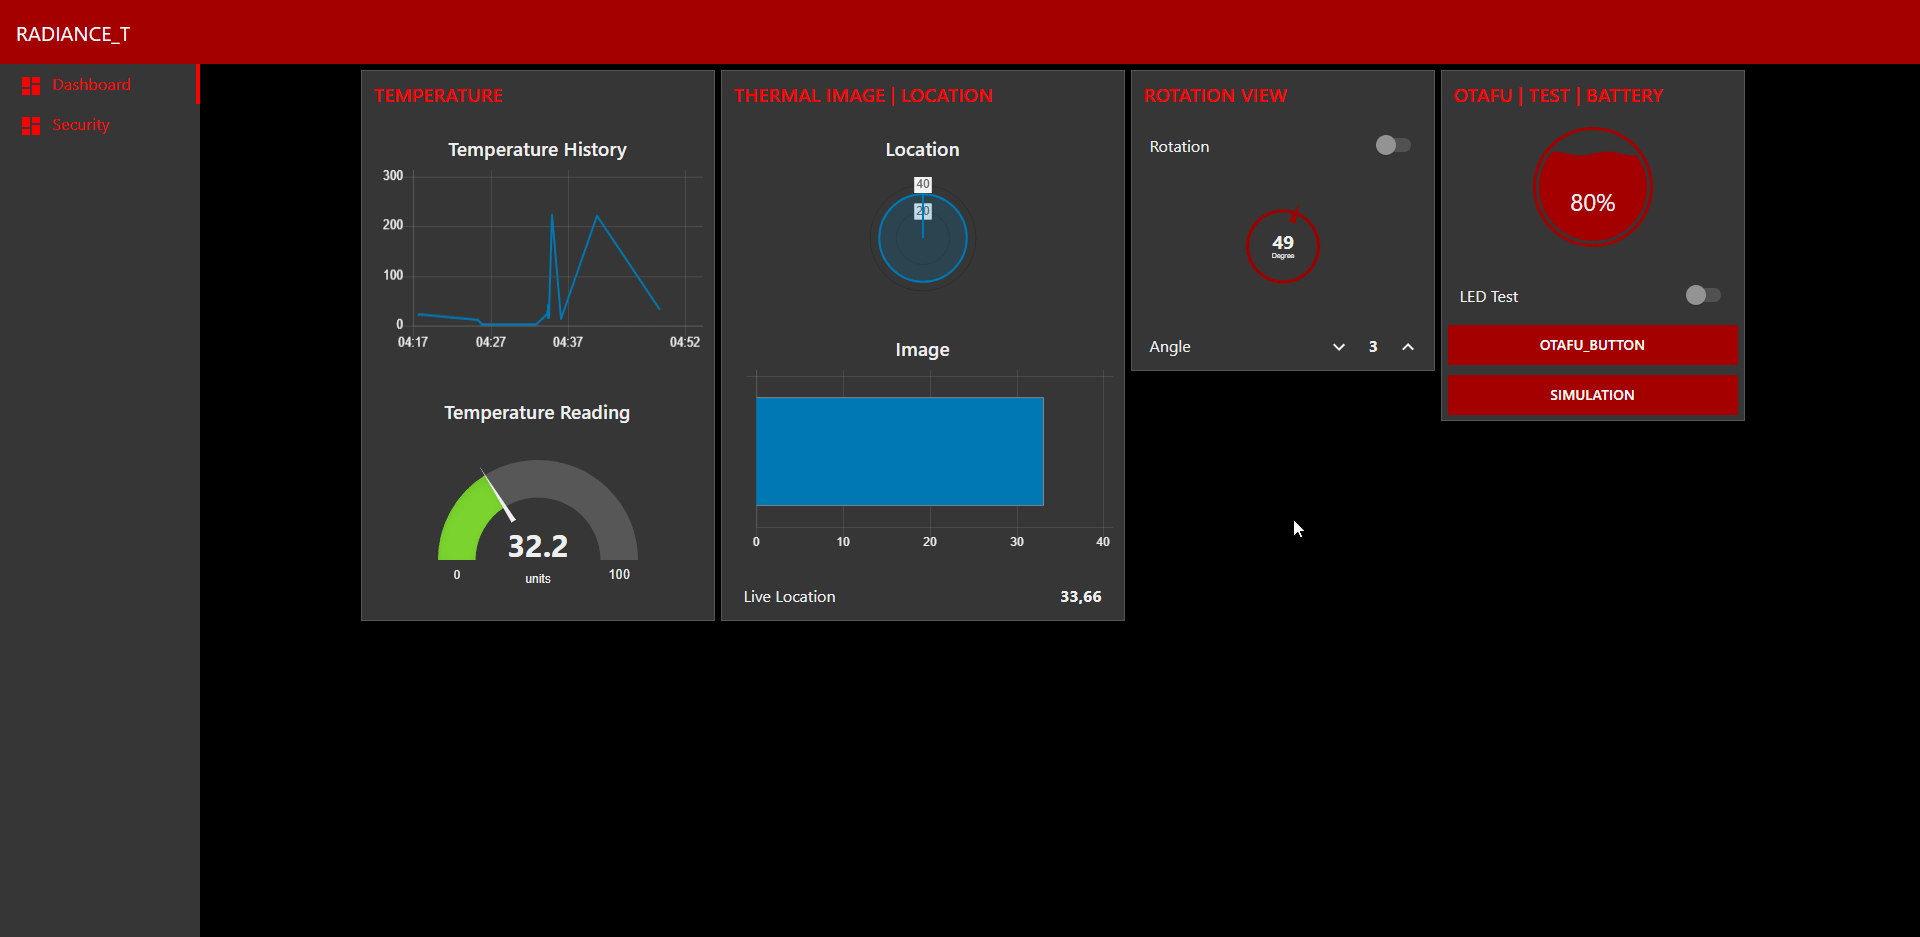 RADIANCE_T
Dashboard
Security
TEMPERATURE
Temperature History
300
200
100
0
04:17 04:27 04:37 04:52
Temperature Reading
32.2
0 units 100
THERMAL IMAGE | LOCATION
Location
40
20
Image
0 10 20 30 40
Live Location 33,66
ROTATION VIEW
Rotation
49
Degree
Angle 3
OTAFU | TEST | BATTERY
80%
LED Test
OTAFU_BUTTON
SIMULATION